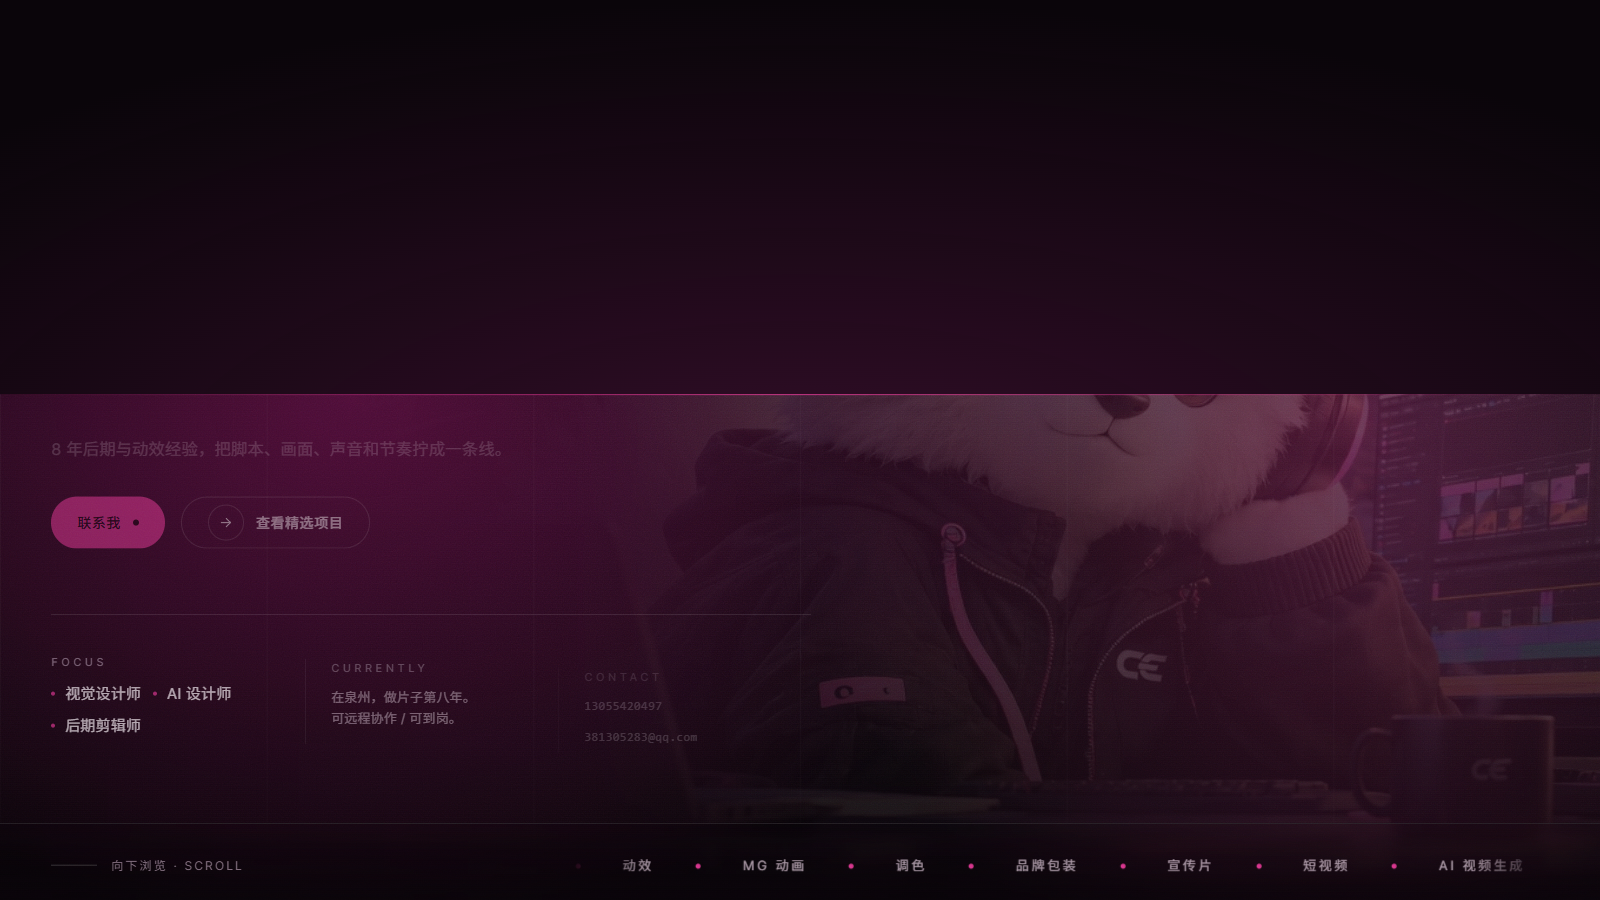 8 年后期与动效经验，把脚本、画面、声音和节奏拧成一条线。
联系我
查看精选项目
FOCUS
视觉设计师 AI 设计师
后期剪辑师
CURRENTLY
在泉州，做片子第八年。
可远程协作 / 可到岗。
CONTACT
13055420497
381305283@qq.com
CE
CE
向下浏览 · SCROLL
动效 MG 动画 调色 品牌包装 宣传片 短视频 AI 视频生成